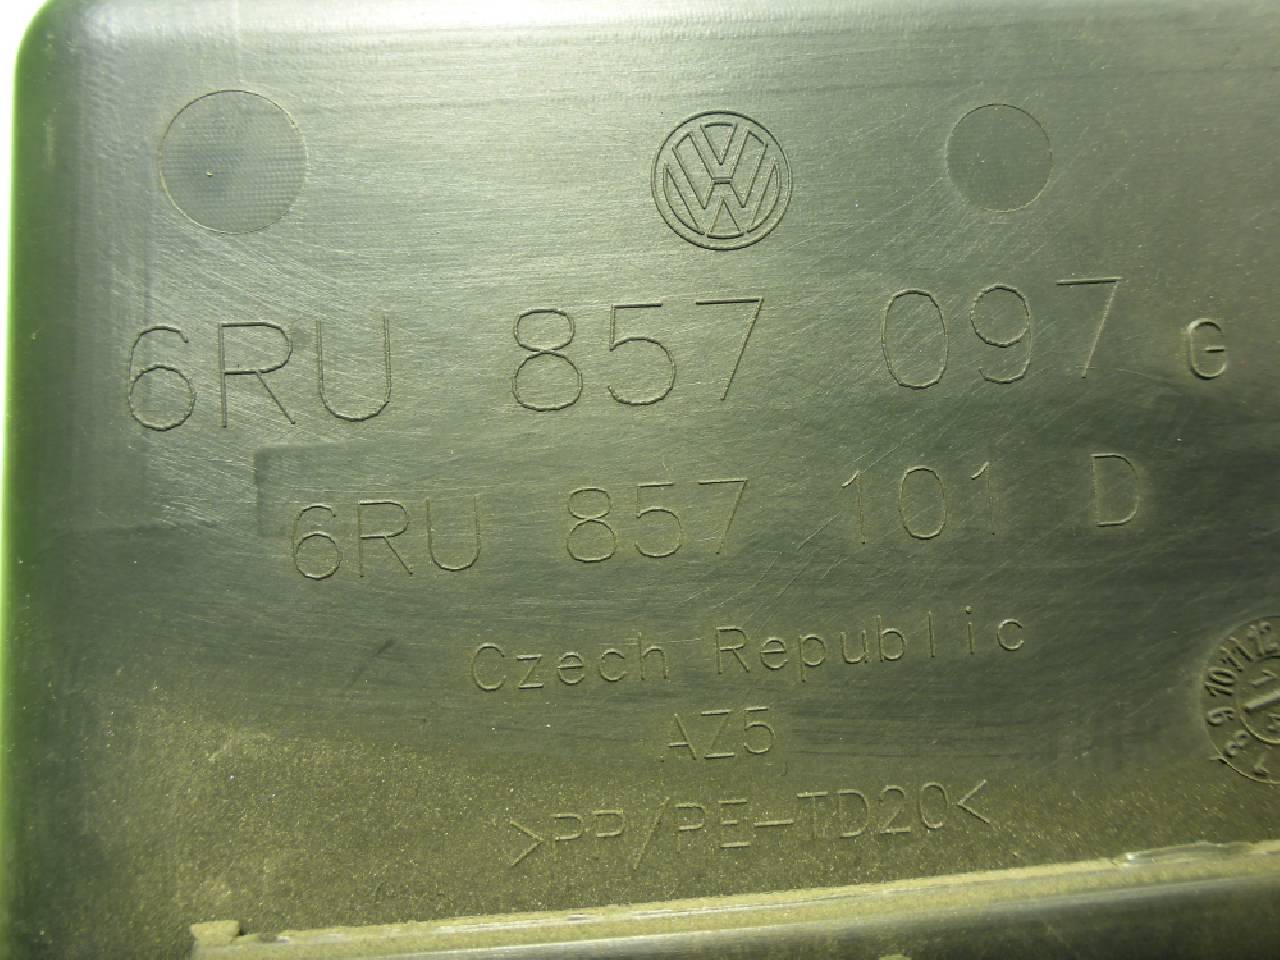 6RU 857 097 G
6RU 857 101 D
Czech Republic
AZ5
>PP/PE-TD20<